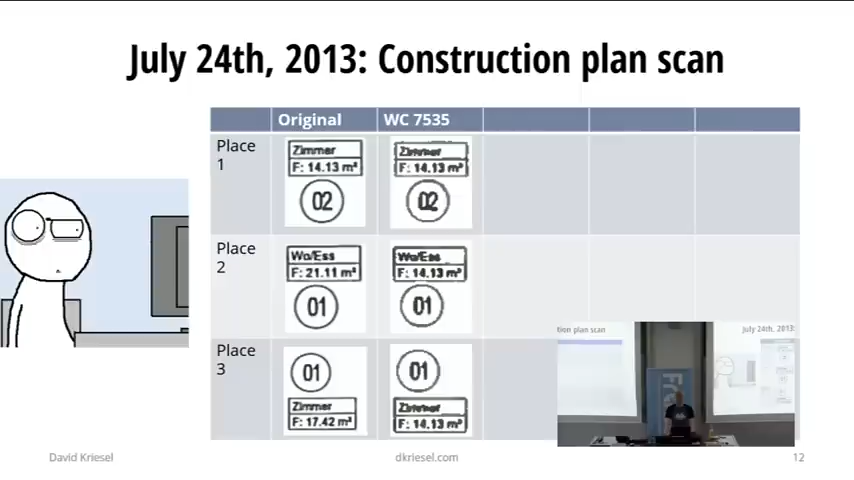 July 24th, 2013: Construction plan scan
Original WC 7535
Place 1
Zimmer
F: 14.13 m²
02
Zimmer
F: 14.13 m²
02
Place 2
Wo/Ess
F: 21.11 m²
01
Wo/Ess
F: 14.13 m²
01
Place 3
01
Zimmer
F: 17.42 m²
01
Zimmer
F: 14.13 m²
tion plan scan
July 24th, 2013:
David Kriesel dkriesel.com 12